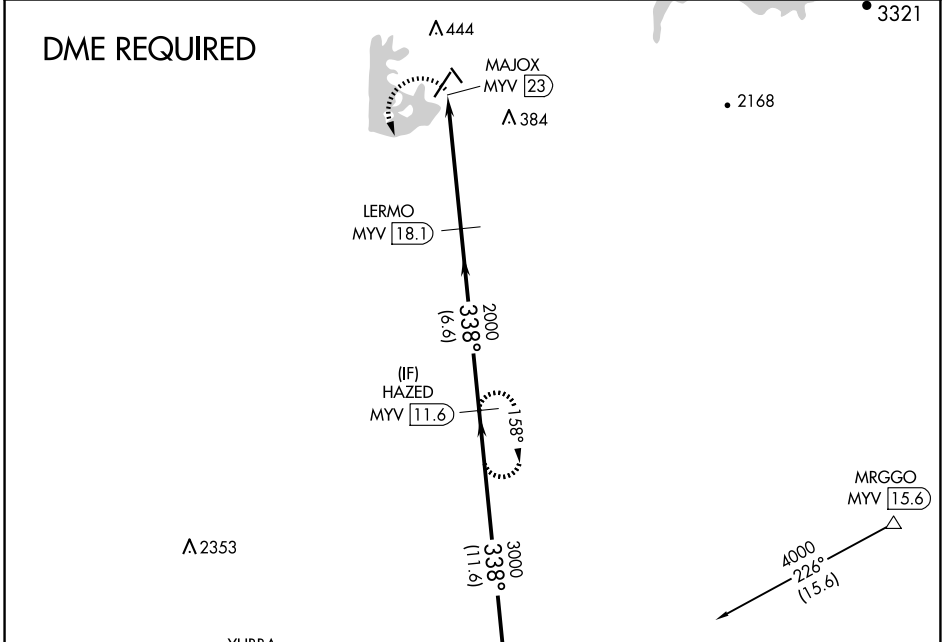 DME REQUIRED
444
3321
MAJOX
MYV 23
2168
384
LERMO
MYV 18.1
2000
338°
(6.6)
(IF)
HAZED
MYV 11.6
158°
MRGGO
MYV 15.6
2353
3000
338°
(11.6)
4000
226°
(15.6)